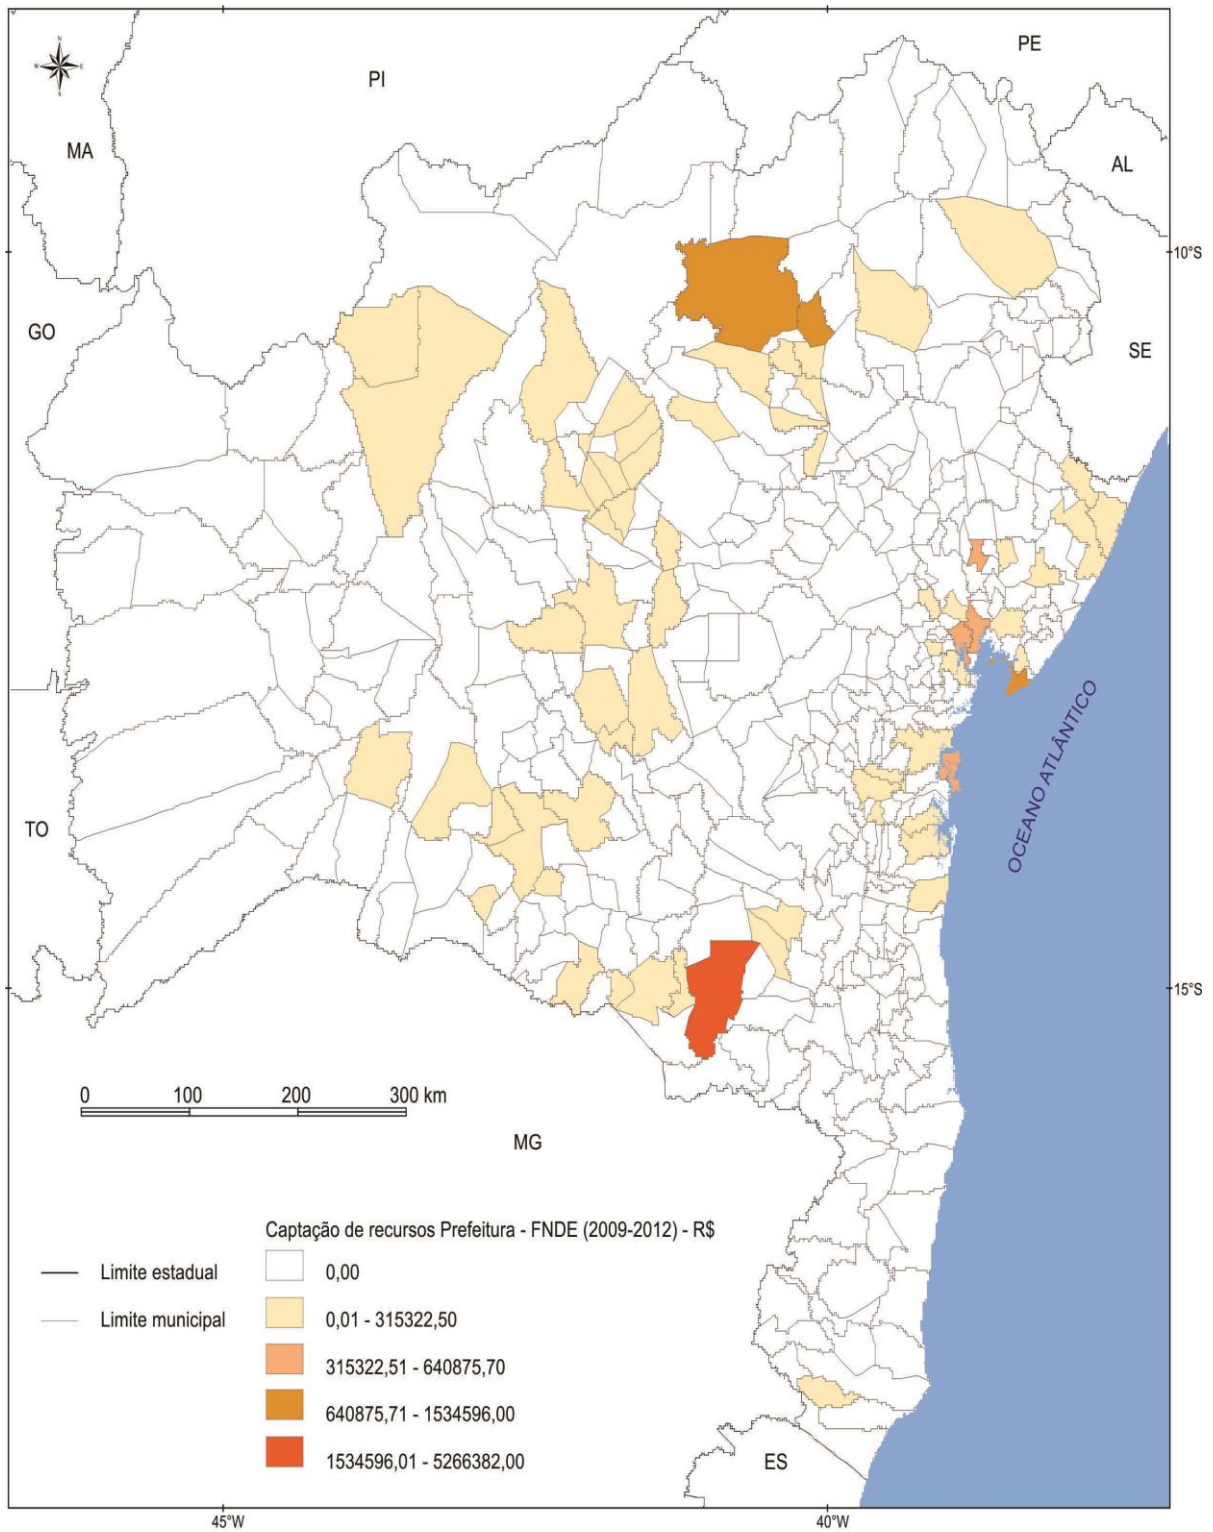 N
W E
S
PI
PE
MA
AL
10°S
GO
SE
OCEANO ATLÂNTICO
TO
15°S
0 100 200 300 km
MG
Captação de recursos Prefeitura - FNDE (2009-2012) - R$
Limite estadual
0,00
Limite municipal
0,01 - 315322,50
315322,51 - 640875,70
640875,71 - 1534596,00
1534596,01 - 5266382,00
ES
45°W
40°W